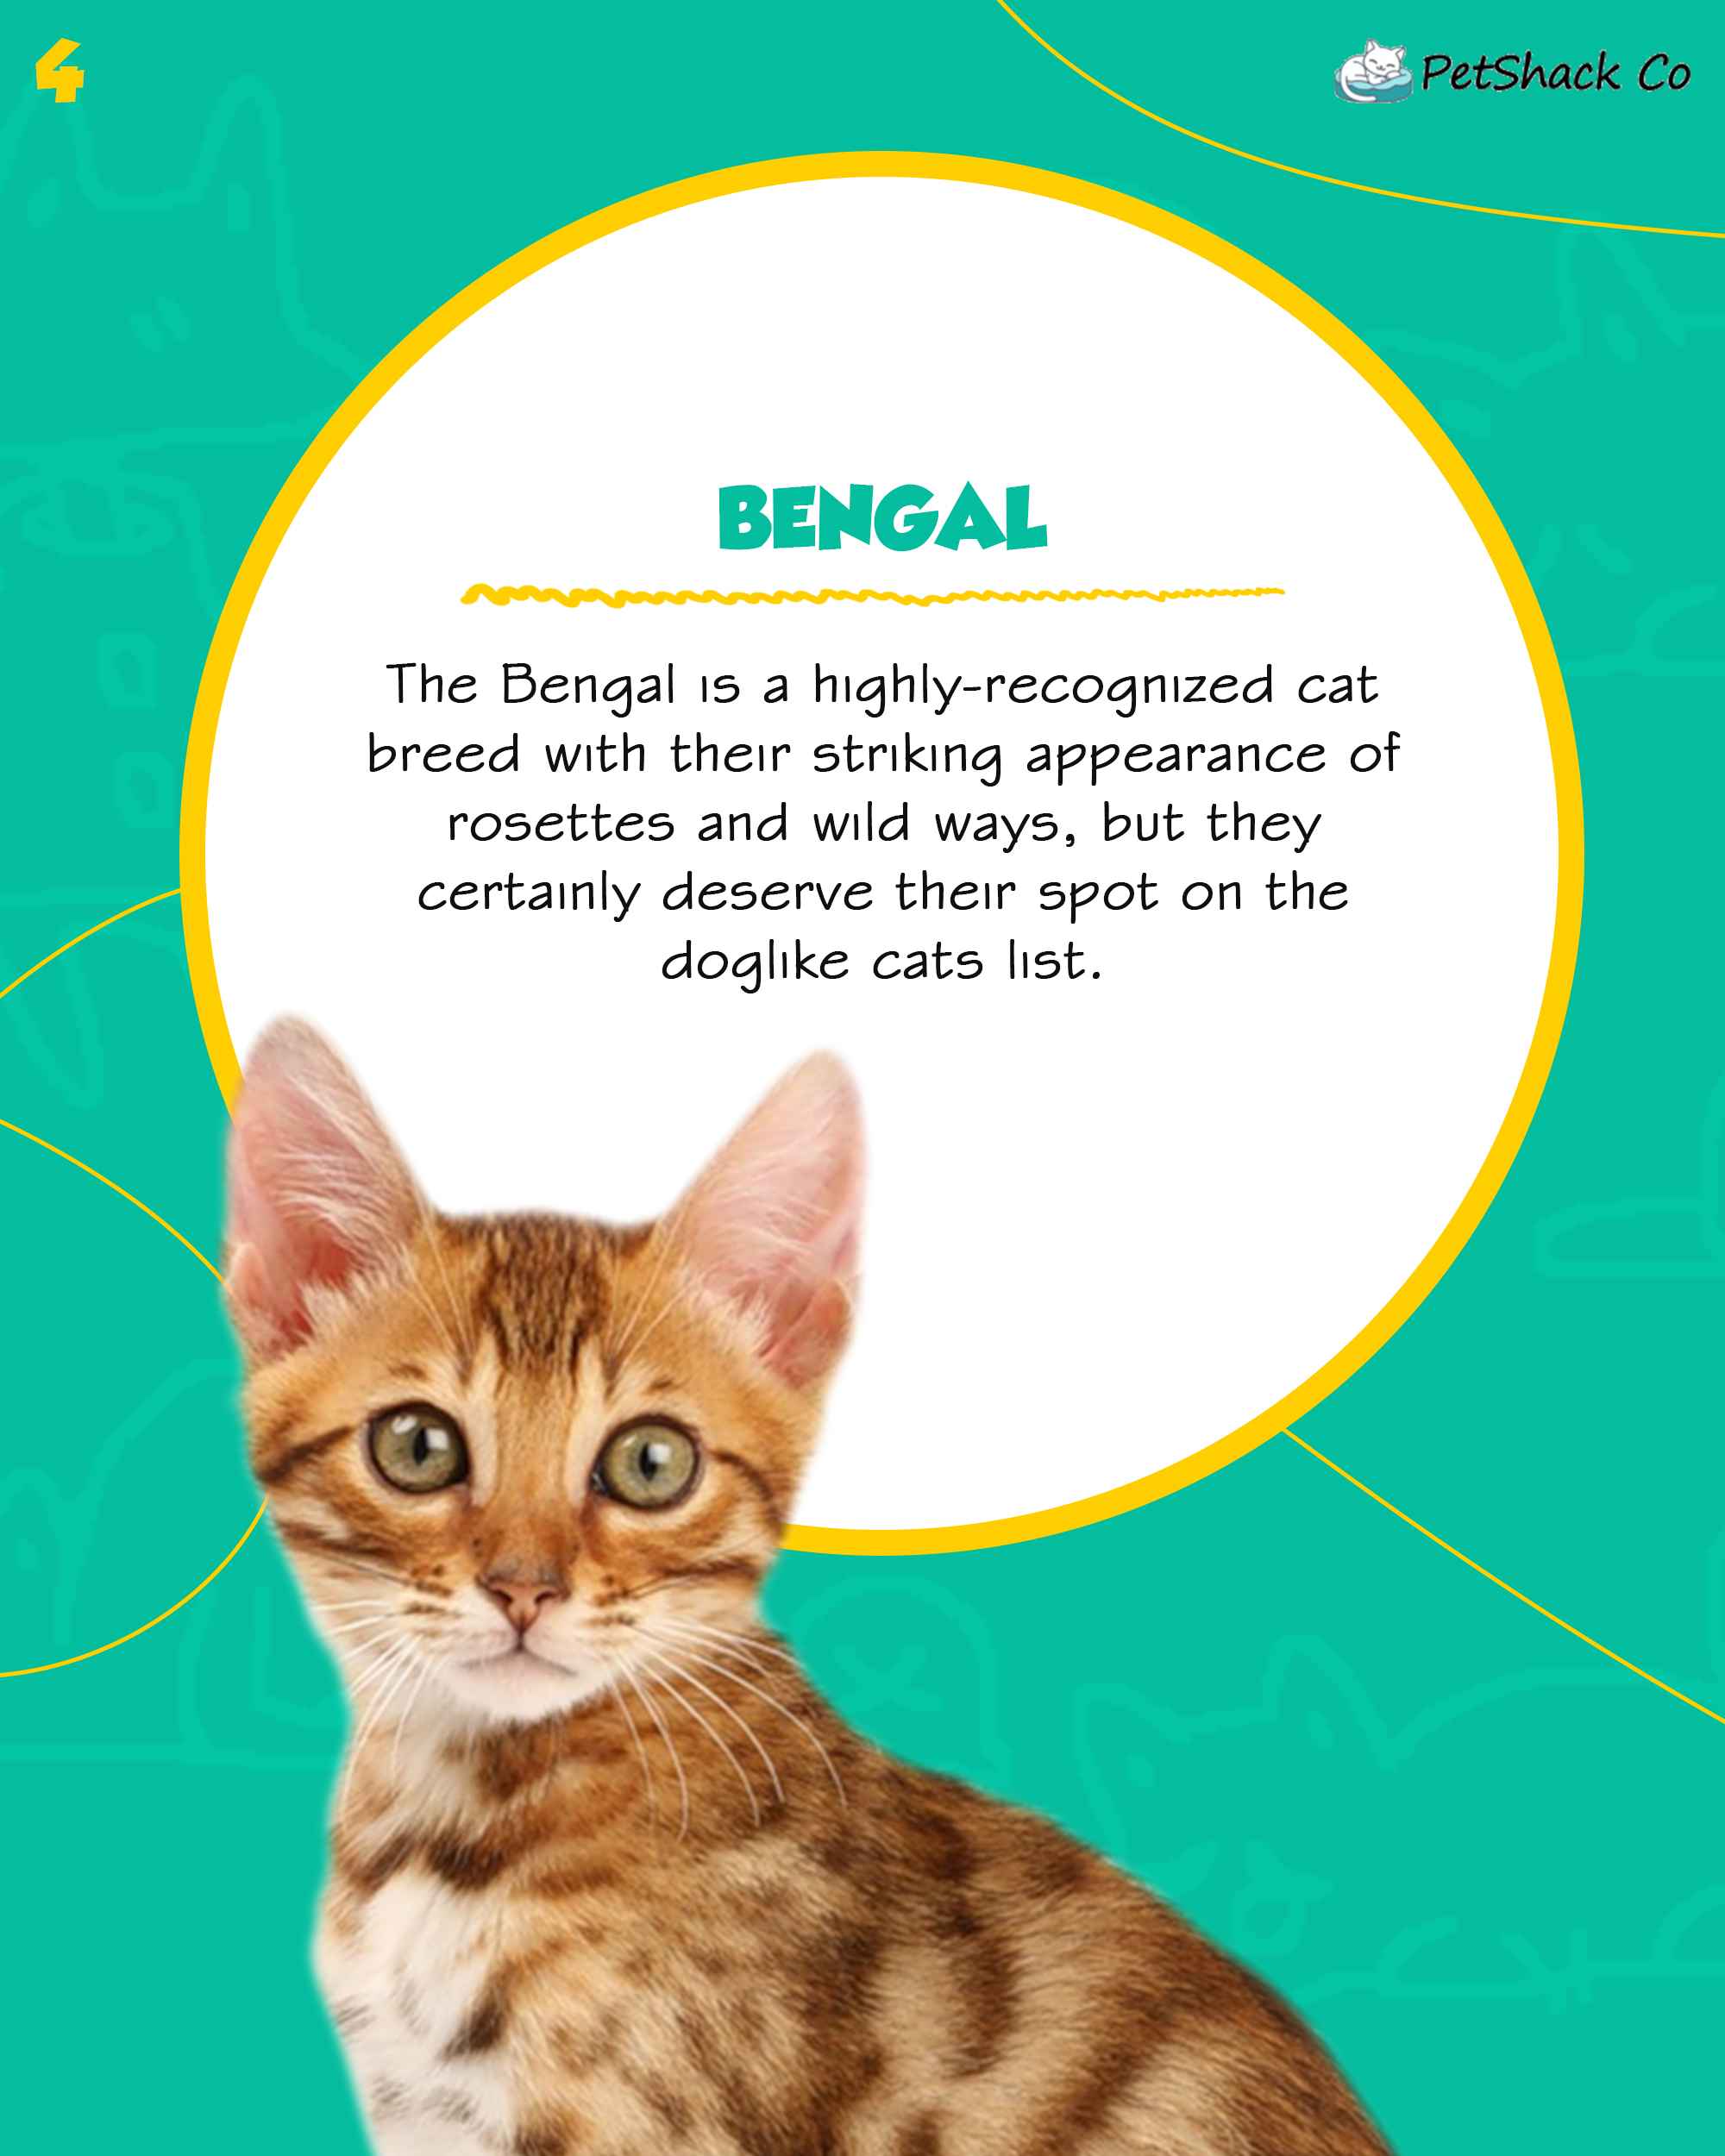 4
PetShack Co
BENGAL
The Bengal is a highly-recognized cat
breed with their striking appearance of
rosettes and wild ways, but they
certainly deserve their spot on the
doglike cats list.